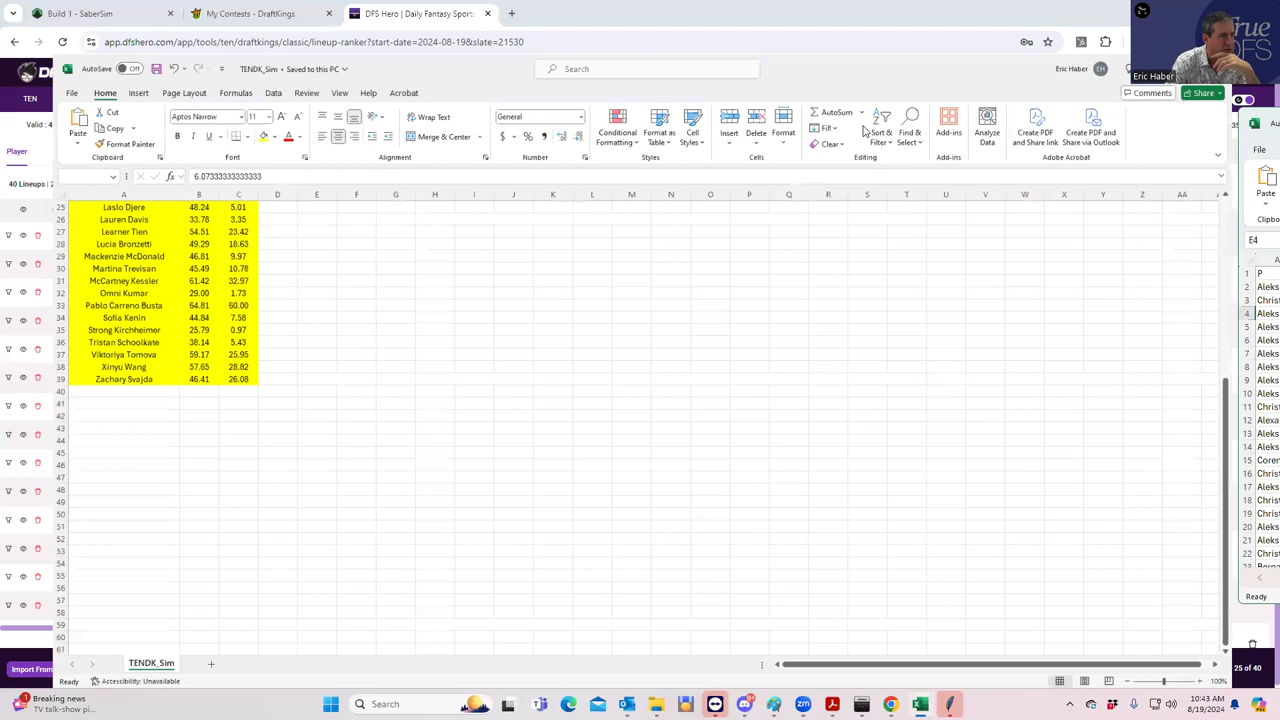 Build 1 - SaberSim
My Contests - DraftKings
DFS Hero | Daily Fantasy Sports
app.dfshero.com/app/tools/ten/draftkings/classic/lineup-ranker?start-date=2024-08-19&slate=21530
True
DFS
Eric Haber
AutoSave Off TENDK_Sim • Saved to this PC Search Eric Haber EH
File Home Insert Page Layout Formulas Data Review View Help Acrobat Comments Share
Paste Cut Copy Format Painter Clipboard
Aptos Narrow 11 B I U A Font
Wrap Text Merge & Center Alignment
General $ % Number
Conditional Formatting Format as Table Cell Styles Styles
Insert Delete Format Cells
AutoSum Fill Clear Sort & Filter Find & Select Editing
Add-ins Add-ins
Analyze Data
Create PDF and Share link Create PDF and Share via Outlook Adobe Acrobat
fx 6.07333333333333
A B C D E F G H I J K L M N O P Q R S T U V W X Y Z AA
25 Laslo Djere 48.24 5.01
26 Lauren Davis 33.78 3.35
27 Learner Tien 54.51 23.42
28 Lucia Bronzetti 49.29 18.63
29 Mackenzie McDonald 46.81 9.97
30 Martina Trevisan 45.49 10.78
31 McCartney Kessler 61.42 32.97
32 Omni Kumar 29.00 1.73
33 Pablo Carreno Busta 64.81 60.00
34 Sofia Kenin 44.84 7.58
35 Strong Kirchheimer 25.79 0.97
36 Tristan Schoolkate 38.14 5.43
37 Viktoriya Tomova 59.17 25.95
38 Xinyu Wang 57.65 28.82
39 Zachary Svajda 46.41 26.08
40
41
42
43
44
45
46
47
48
49
50
51
52
53
54
55
56
57
58
59
60
61
TENDK_Sim
Ready Accessibility: Unavailable 100%
TEN
Valid : 4
Player
40 Lineups (2
Import From
File
Paste
Clipbo
E4
1 P
2 Aleks
3 Chris
4 Aleks
5 Aleks
6 Aleks
7 Aleks
8 Aleks
9 Aleks
10 Aleks
11 Christ
12 Alexa
13 Aleks
14 Aleks
15 Coren
16 Aleks
17 Christ
18 Aleks
19 Christ
20 Aleks
21 Aleks
22 Christ
Ready
25 of 40
Breaking news
TV talk-show pi...
Search
10:43 AM
8/19/2024